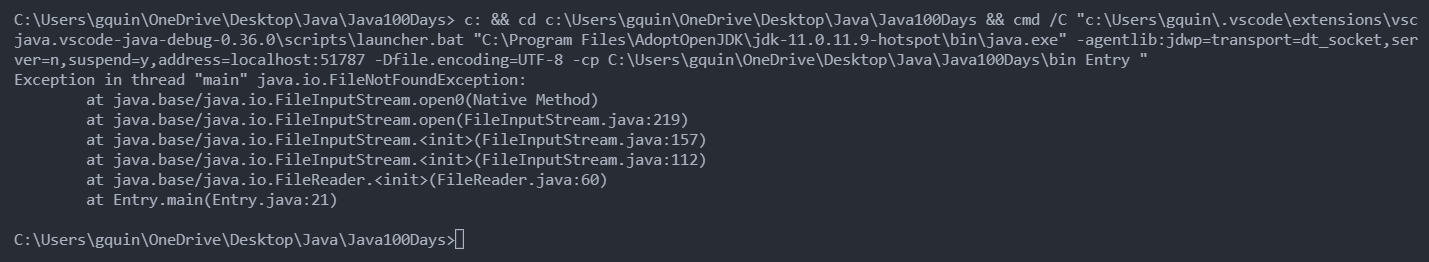 C:\Users\gquin\OneDrive\Desktop\Java\Java100Days> c: && cd c:\Users\gquin\OneDrive\Desktop\Java\Java100Days && cmd /C "c:\Users\gquin\.vscode\extensions\vsc
java.vscode-java-debug-0.36.0\scripts\launcher.bat "C:\Program Files\AdoptOpenJDK\jdk-11.0.11.9-hotspot\bin\java.exe" -agentlib:jdwp=transport=dt_socket,ser
ver=n,suspend=y,address=localhost:51787 -Dfile.encoding=UTF-8 -cp C:\Users\gquin\OneDrive\Desktop\Java\Java100Days\bin Entry "
Exception in thread "main" java.io.FileNotFoundException:
        at java.base/java.io.FileInputStream.open0(Native Method)
        at java.base/java.io.FileInputStream.open(FileInputStream.java:219)
        at java.base/java.io.FileInputStream.<init>(FileInputStream.java:157)
        at java.base/java.io.FileInputStream.<init>(FileInputStream.java:112)
        at java.base/java.io.FileReader.<init>(FileReader.java:60)
        at Entry.main(Entry.java:21)
C:\Users\gquin\OneDrive\Desktop\Java\Java100Days>